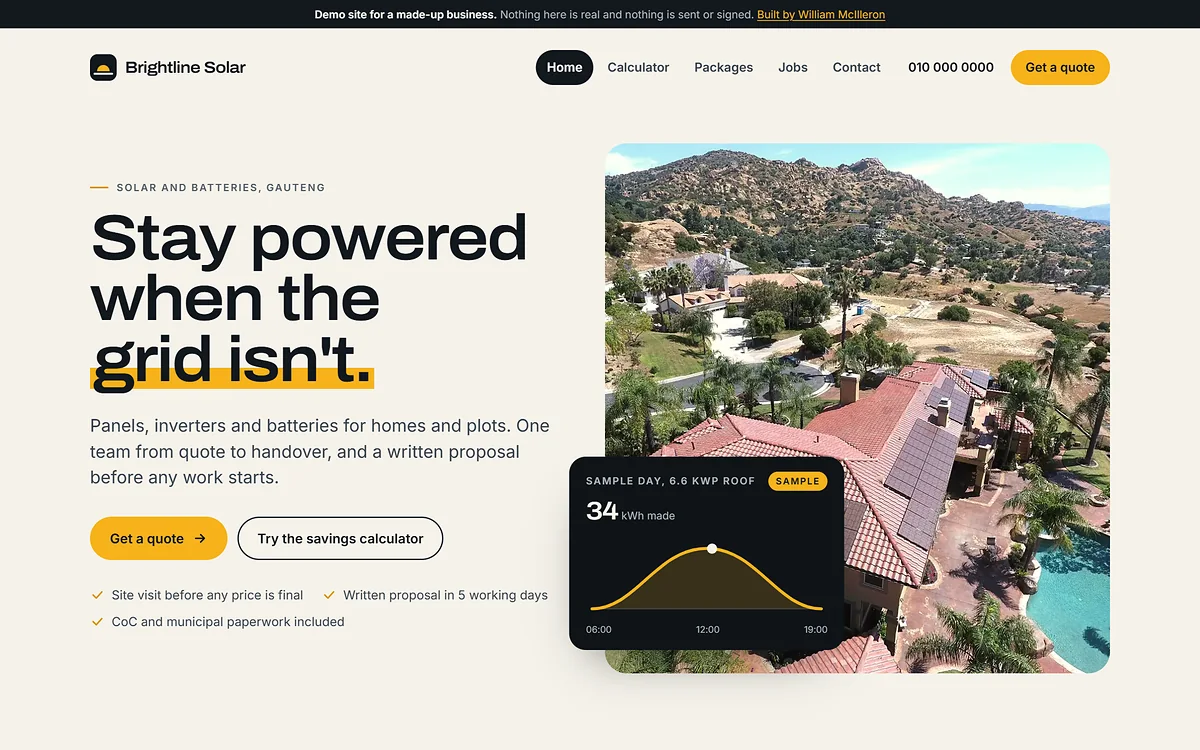 Demo site for a made-up business. Nothing here is real and nothing is sent or signed. Built by William McIlleron
Brightline Solar
Home
Calculator
Packages
Jobs
Contact
010 000 0000
Get a quote
SOLAR AND BATTERIES, GAUTENG
Stay powered
when the
grid isn't.
Panels, inverters and batteries for homes and plots. One
team from quote to handover, and a written proposal
before any work starts.
Get a quote →
Try the savings calculator
Site visit before any price is final
Written proposal in 5 working days
CoC and municipal paperwork included
SAMPLE DAY, 6.6 KWP ROOF
SAMPLE
34 kWh made
06:00
12:00
19:00